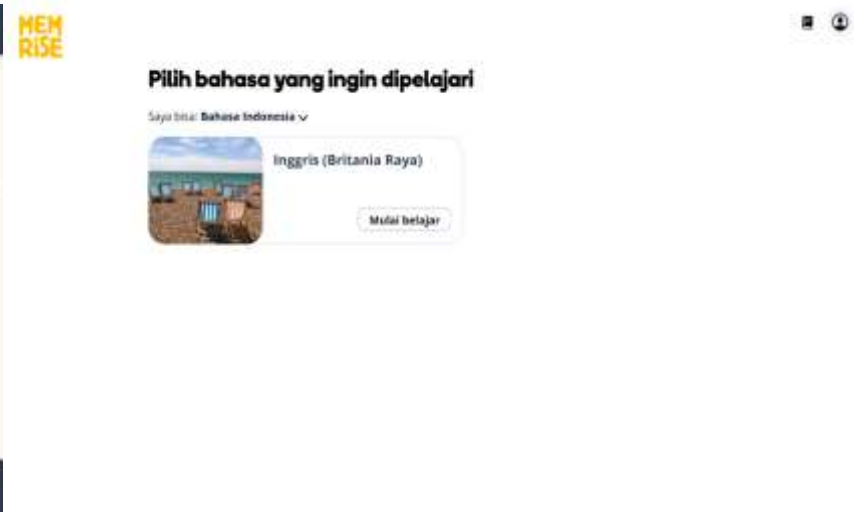 MEM
RiSE
Pilih bahasa yang ingin dipelajari
Saya bisa: Bahasa Indonesia
Inggris (Britania Raya)
Mulai belajar